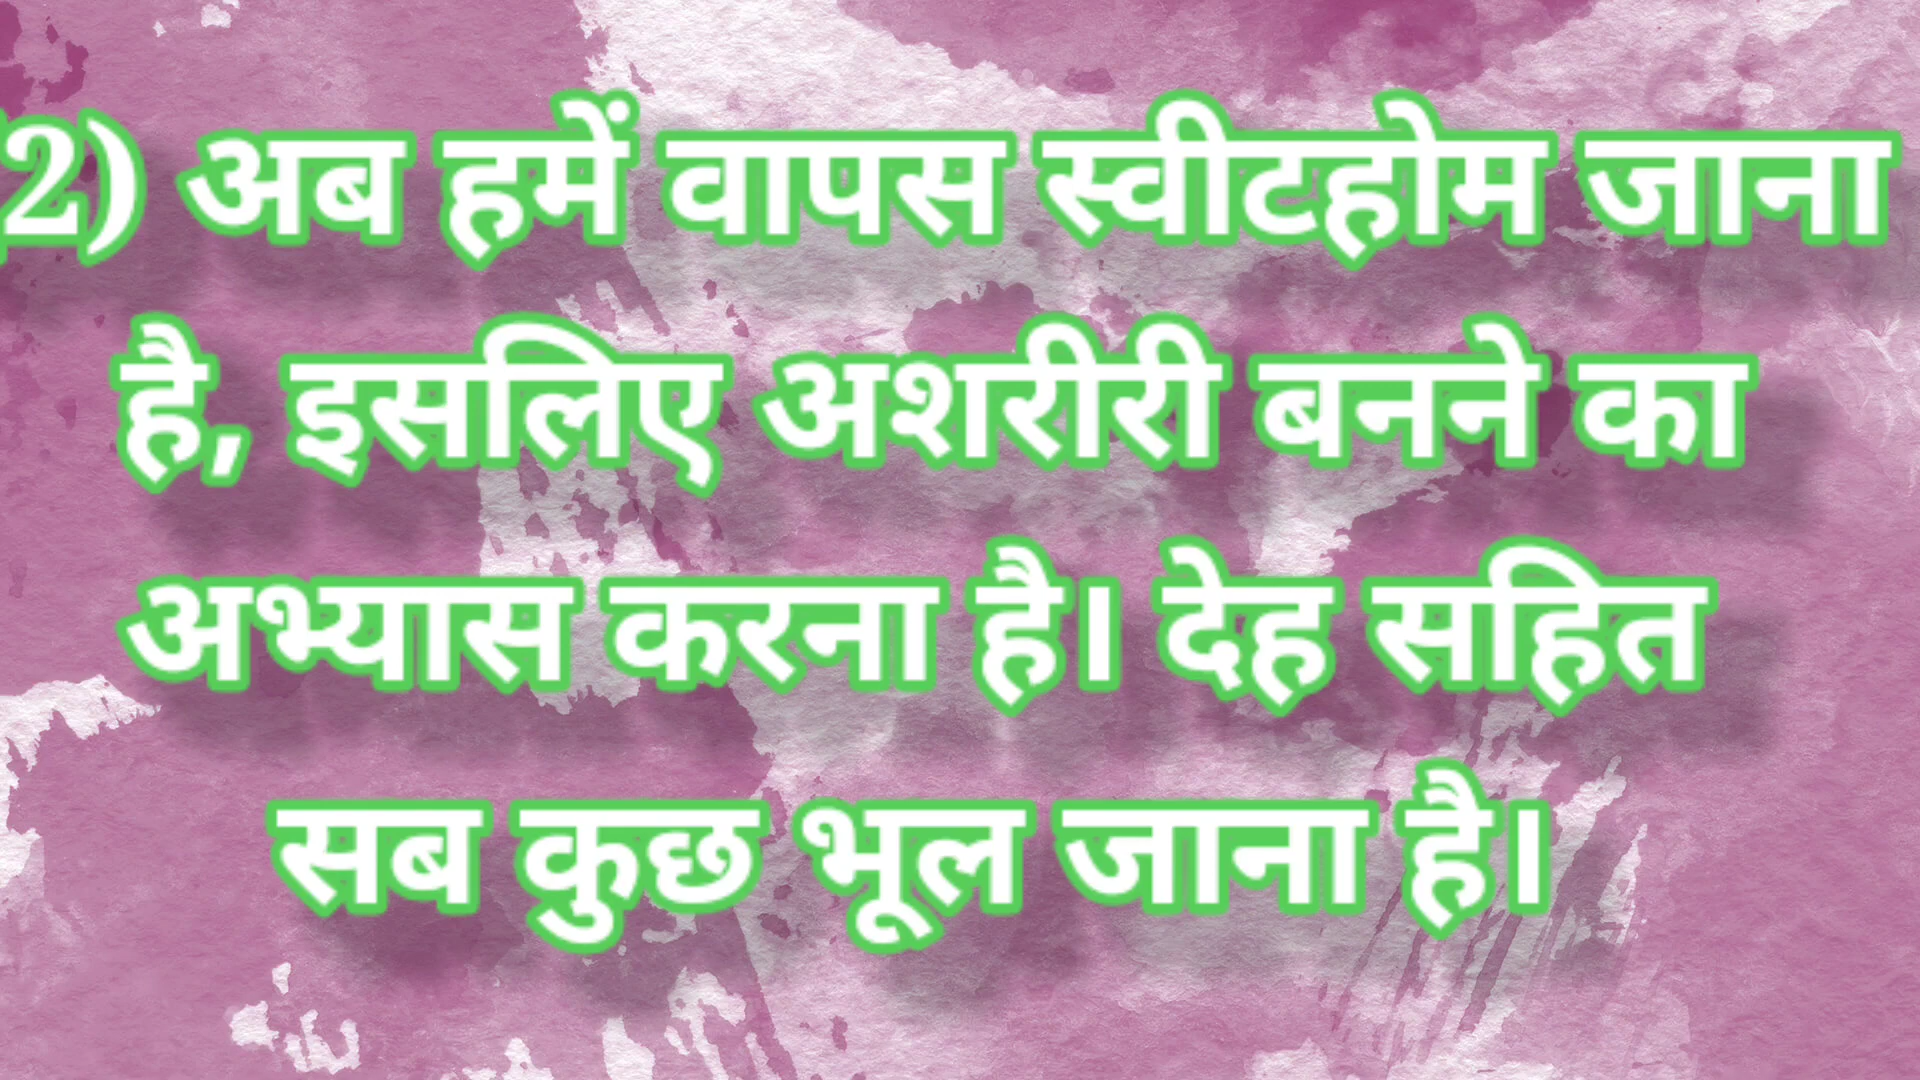 2) अब हमें वापस स्वीटहोम जाना
है, इसलिए अशरीरी बनने का
अभ्यास करना है। देह सहित
सब कुछ भूल जाना है।